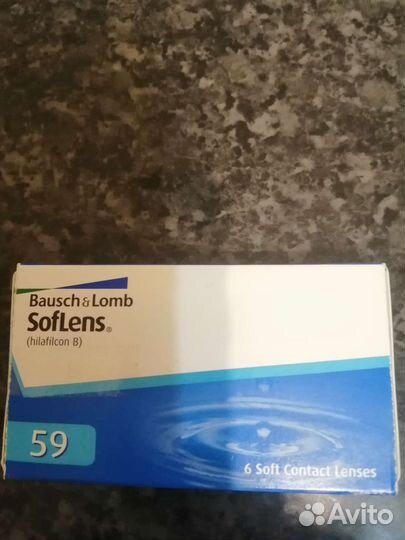 Bausch & Lomb
SofLens®
(hilafilcon B)
59
6 Soft Contact Lenses
Avito